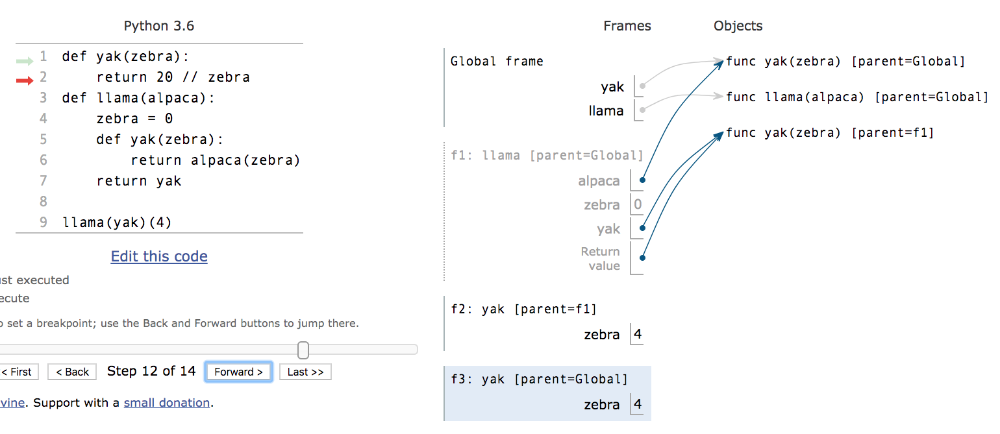 Python 3.6
1 def yak(zebra):
2     return 20 // zebra
3 def llama(alpaca):
4     zebra = 0
5     def yak(zebra):
6         return alpaca(zebra)
7     return yak
8
9 llama(yak)(4)
Edit this code
ust executed
ecute
o set a breakpoint; use the Back and Forward buttons to jump there.
< First < Back Step 12 of 14 Forward > Last >>
vine. Support with a small donation.
Frames Objects
Global frame
yak
llama
func yak(zebra) [parent=Global]
func llama(alpaca) [parent=Global]
func yak(zebra) [parent=f1]
f1: llama [parent=Global]
alpaca
zebra 0
yak
Return
value
f2: yak [parent=f1]
zebra 4
f3: yak [parent=Global]
zebra 4